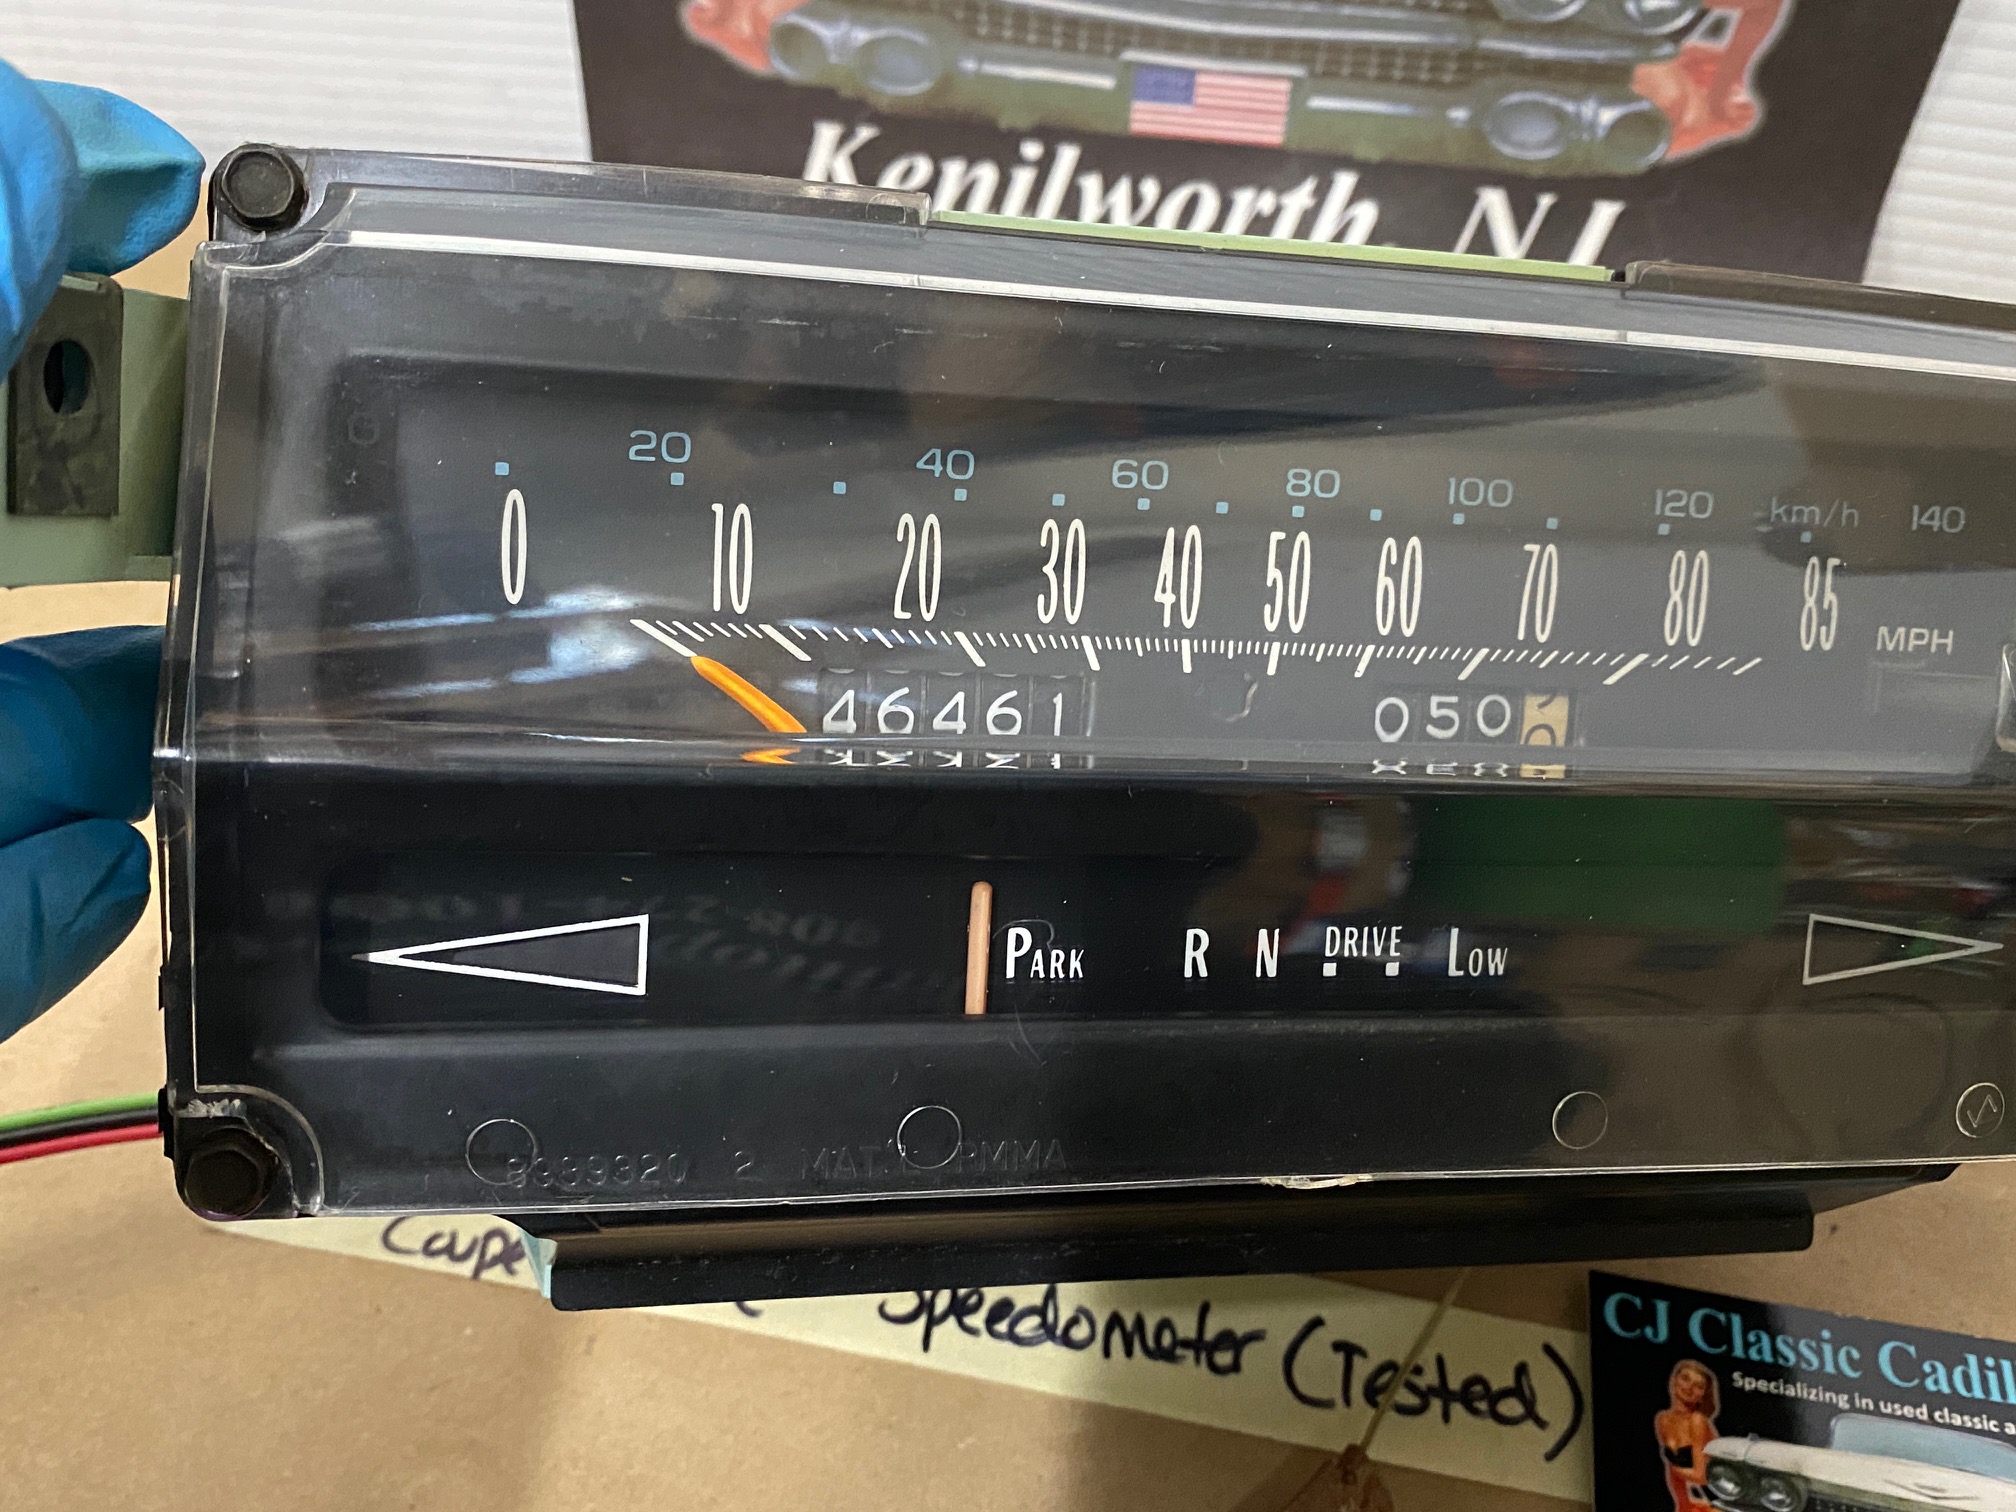 Kenilworth, NJ
20 40 60 80 100 120 km/h 140
0 10 20 30 40 50 60 70 80 85 MPH
46461 050
PARK R N DRIVE LOW
8999320 2 MAT'L PMMA
Coupe
Speedometer (Tested)
CJ Classic Cadil
Specializing in used classic a